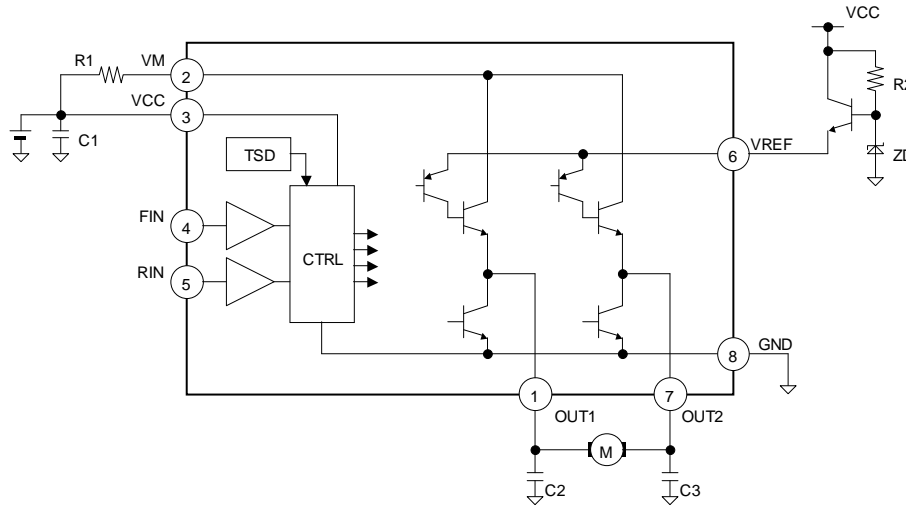 VCC
R1
VM
2
R2
VCC
3
C1
TSD
6
VREF
ZD
FIN
4
CTRL
RIN
5
8
GND
1
OUT1
7
OUT2
M
C2
C3